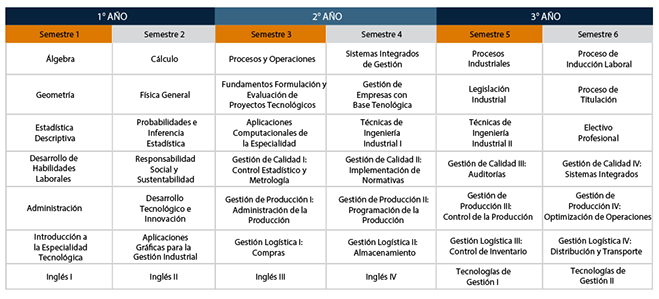 1° AÑO 2° AÑO 3° AÑO
Semestre 1 Semestre 2 Semestre 3 Semestre 4 Semestre 5 Semestre 6
Álgebra
Cálculo
Procesos y Operaciones
Sistemas Integrados
de Gestión
Procesos
Industriales
Proceso de
Inducción Laboral
Geometría
Física General
Fundamentos Formulación y
Evaluación de
Proyectos Tecnológicos
Gestión de
Empresas con
Base Tenológica
Legislación
Industrial
Proceso de
Titulación
Estadística
Descriptiva
Probabilidades e
Inferencia
Estadística
Aplicaciones
Computacionales de
la Especialidad
Técnicas de
Ingeniería
Industrial I
Técnicas de
Ingeniería
Industrial II
Electivo
Profesional
Desarrollo de
Habilidades
Laborales
Responsabilidad
Social y
Sustentabilidad
Gestión de Calidad I:
Control Estadístico y
Metrología
Gestión de Calidad II:
Implementación de
Normativas
Gestión de Calidad III:
Auditorías
Gestión de Calidad IV:
Sistemas Integrados
Administración
Desarrollo
Tecnológico e
Innovación
Gestión de Producción I:
Administración de la
Producción
Gestión de Producción II:
Programación de la
Producción
Gestión de
Producción III:
Control de la Producción
Gestión de
Producción IV:
Optimización de Operaciones
Introducción a
la Especialidad
Tecnológica
Aplicaciones
Gráficas para la
Gestión Industrial
Gestión Logística I:
Compras
Gestión Logística II:
Almacenamiento
Gestión Logística III:
Control de Inventario
Gestión Logística IV:
Distribución y Transporte
Inglés I
Inglés II
Inglés III
Inglés IV
Tecnologías de
Gestión I
Tecnologías de
Gestión II